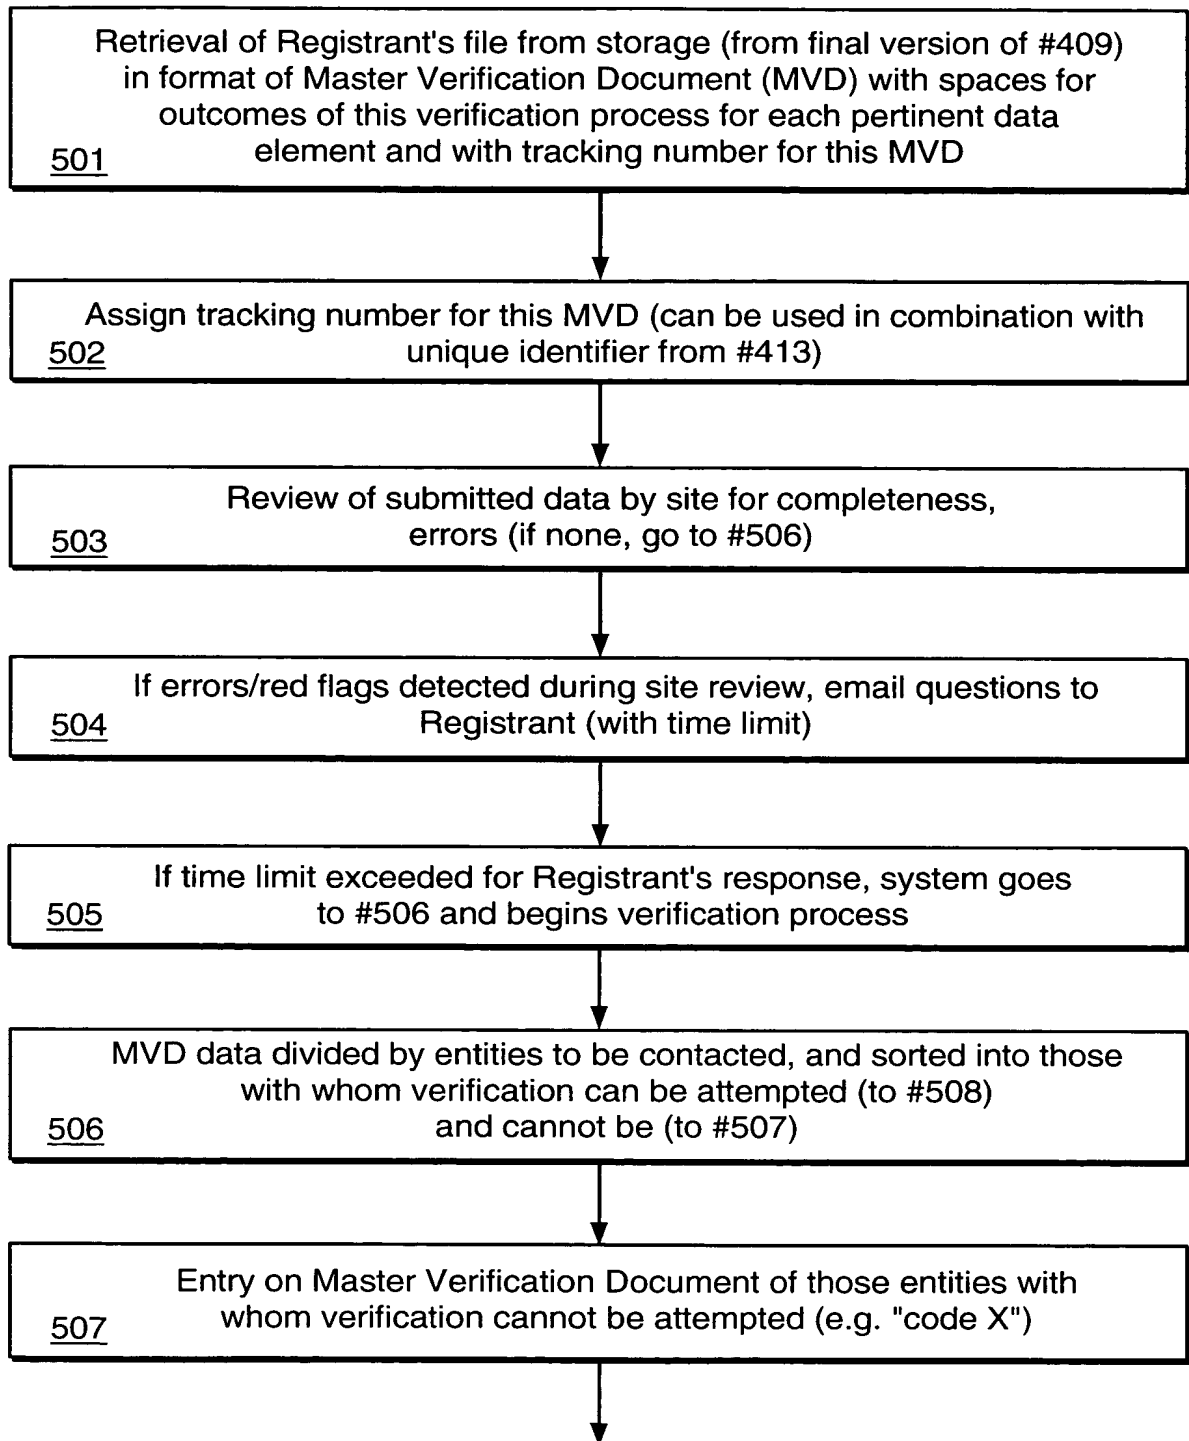 Retrieval of Registrant's file from storage (from final version of #409)
in format of Master Verification Document (MVD) with spaces for
outcomes of this verification process for each pertinent data
element and with tracking number for this MVD
501
Assign tracking number for this MVD (can be used in combination with
unique identifier from #413)
502
Review of submitted data by site for completeness,
errors (if none, go to #506)
503
If errors/red flags detected during site review, email questions to
Registrant (with time limit)
504
If time limit exceeded for Registrant's response, system goes
to #506 and begins verification process
505
MVD data divided by entities to be contacted, and sorted into those
with whom verification can be attempted (to #508)
and cannot be (to #507)
506
Entry on Master Verification Document of those entities with
whom verification cannot be attempted (e.g. "code X")
507